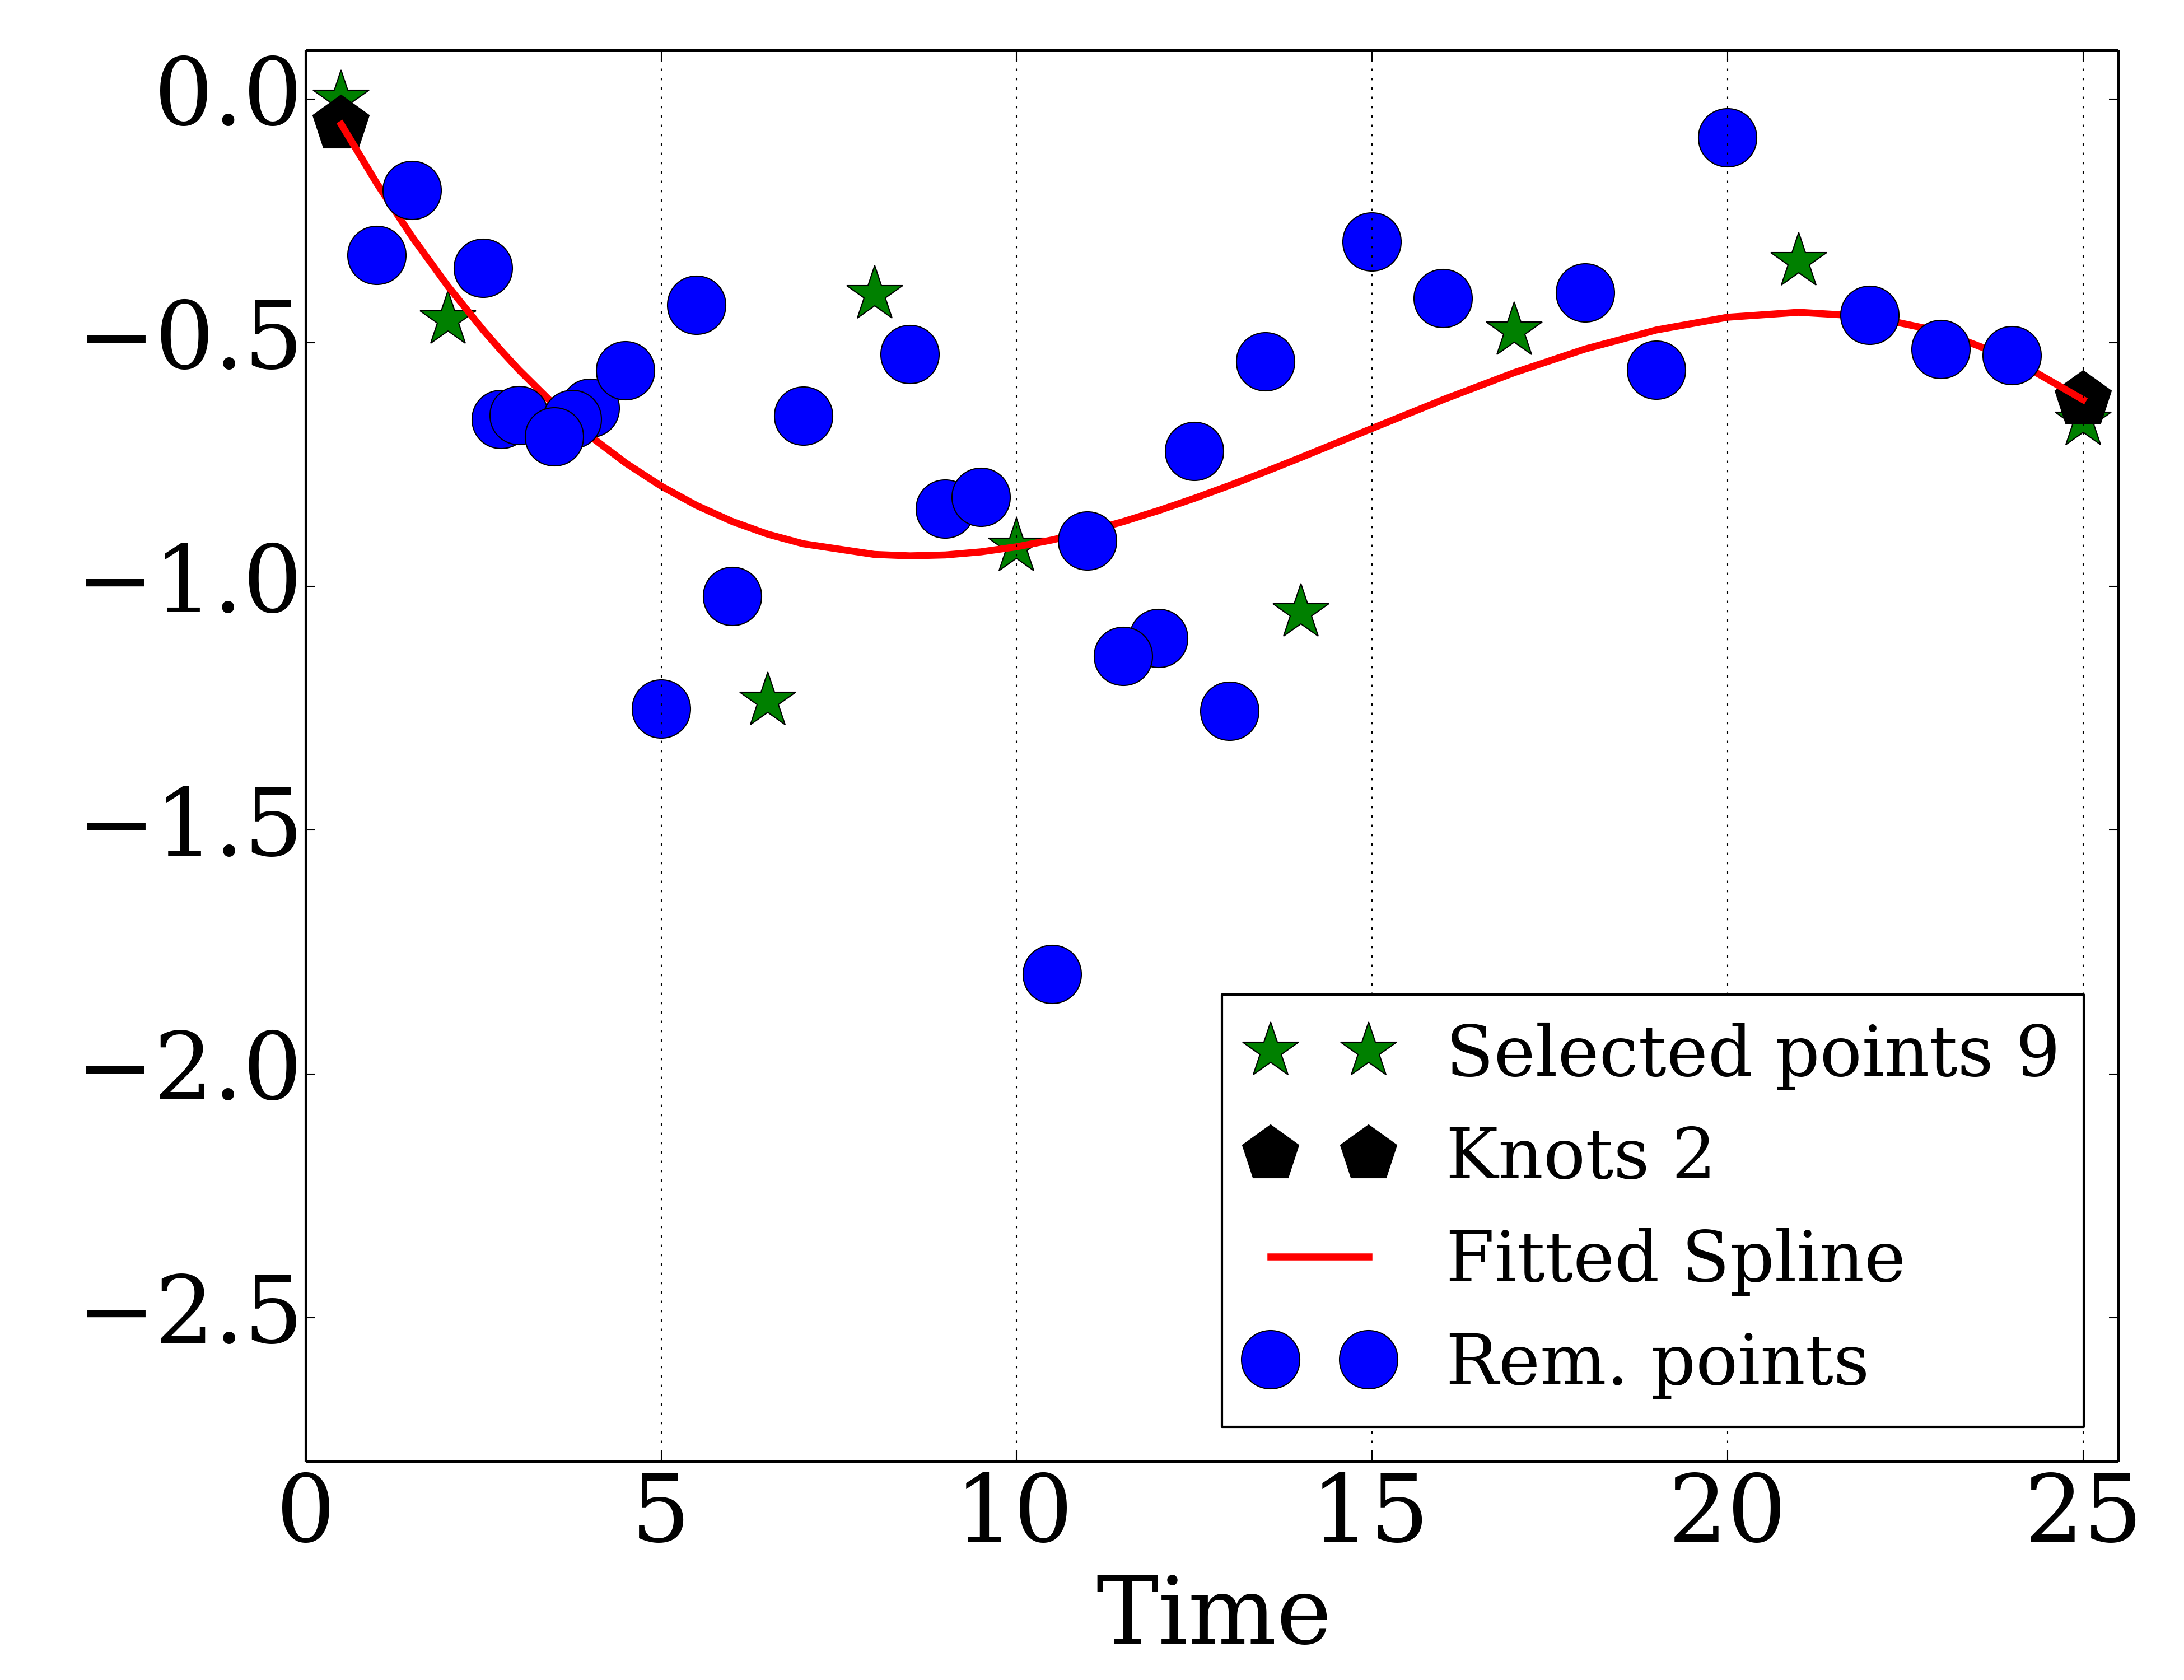 0.0
−0.5
−1.0
−1.5
−2.0
−2.5
Selected points 9
Knots 2
Fitted Spline
Rem. points
0 5 10 15 20 25
Time